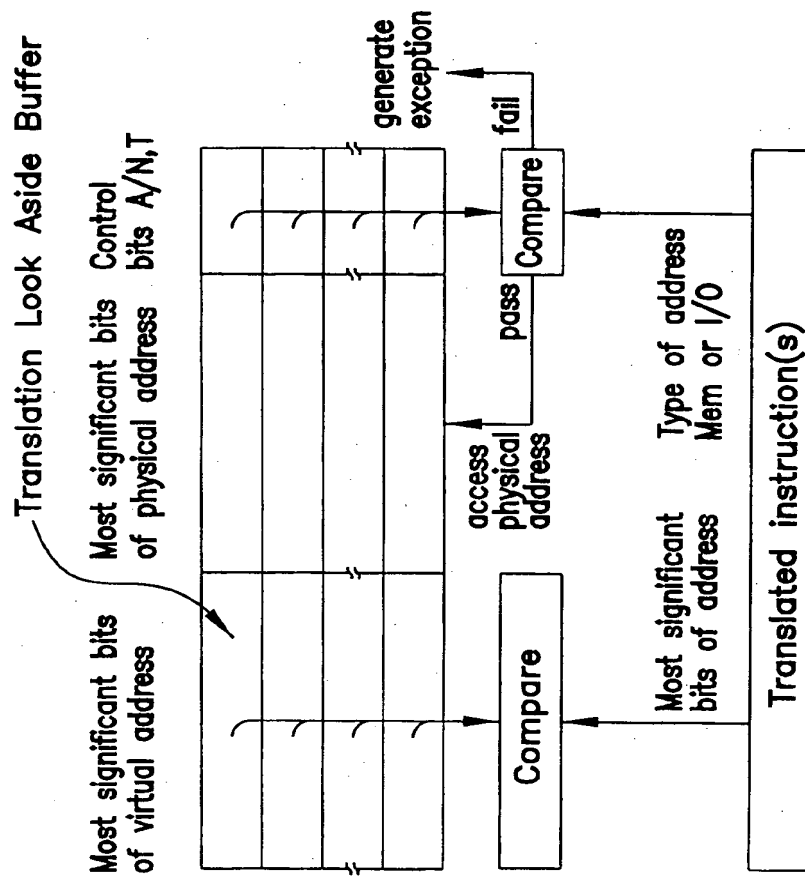 Translation Look Aside Buffer
Most significant bits
of virtual address
Most significant bits
of physical address
Control
bits A/N,T
access
physical
address
pass
generate
exception
fail
Compare
Compare
Most significant
bits of address
Type of address
Mem or I/O
Translated instruction(s)